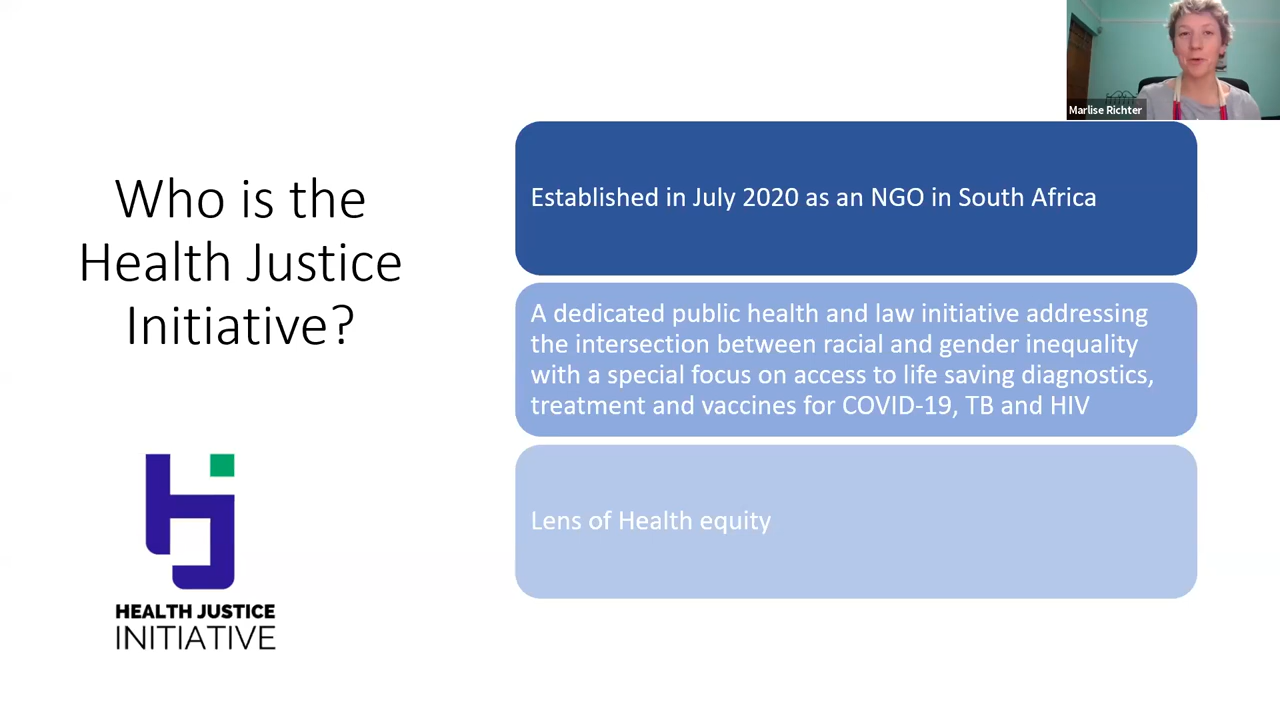 Marlise Richter
Who is the
Health Justice
Initiative?
Established in July 2020 as an NGO in South Africa
A dedicated public health and law initiative addressing
the intersection between racial and gender inequality
with a special focus on access to life saving diagnostics,
treatment and vaccines for COVID-19, TB and HIV
Lens of Health equity
hj
HEALTH JUSTICE
INITIATIVE